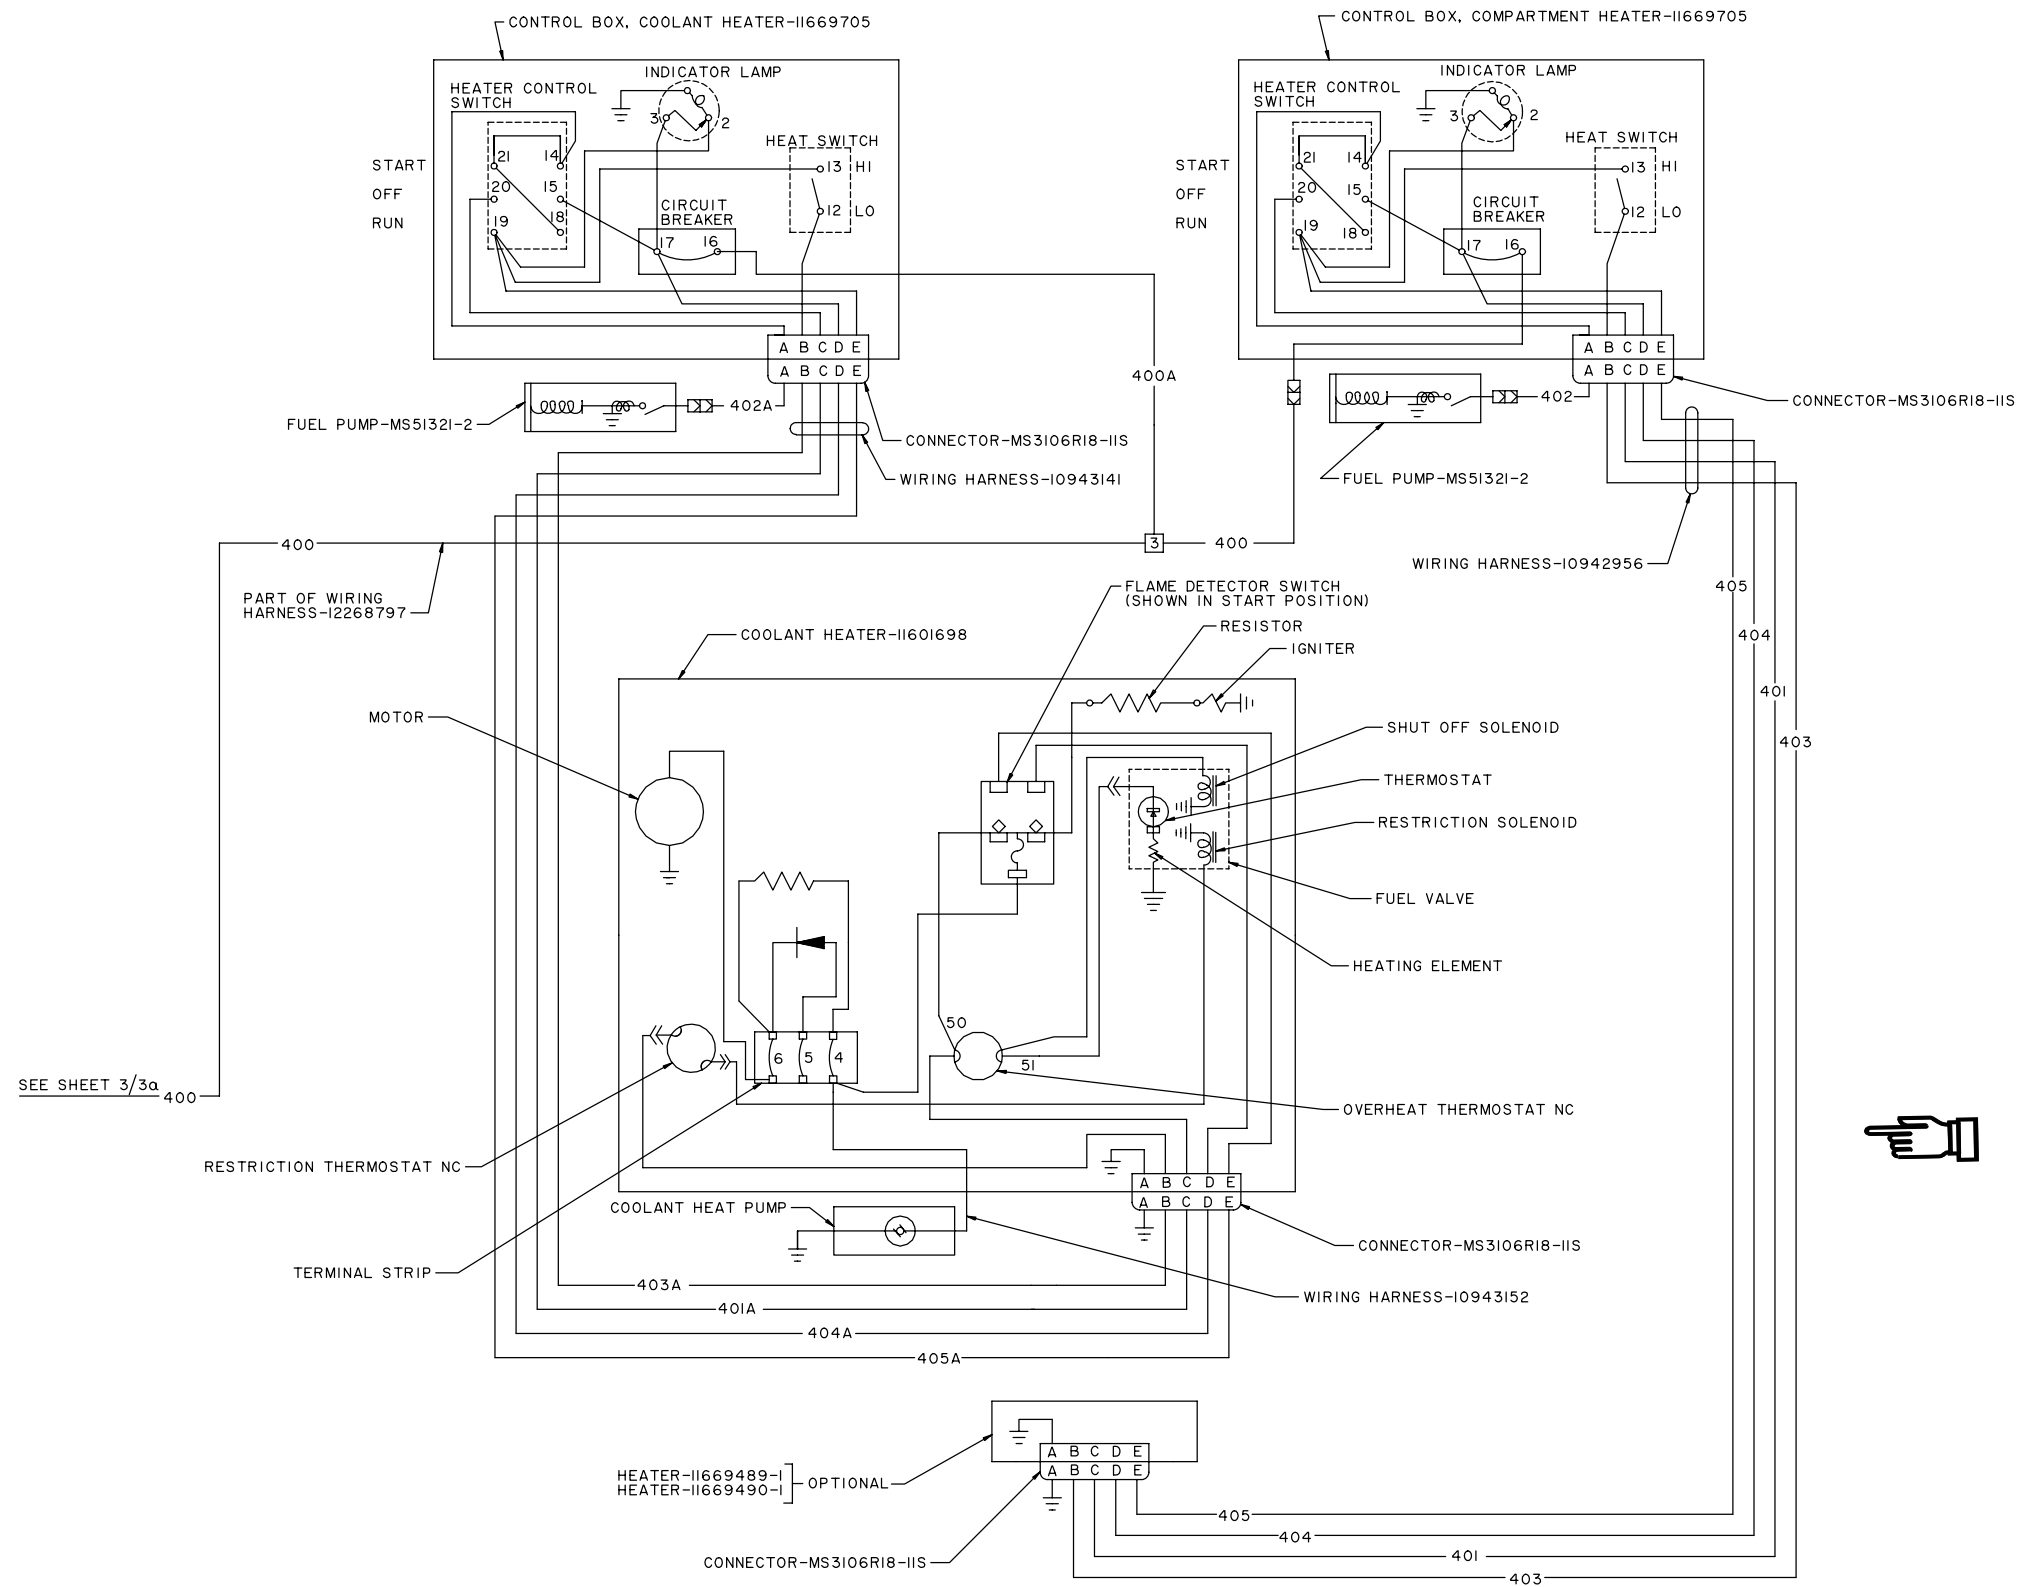 CONTROL BOX, COOLANT HEATER-11669705
CONTROL BOX, COMPARTMENT HEATER-11669705
INDICATOR LAMP
HEATER CONTROL
SWITCH
3
2
HEAT SWITCH
START
OFF
RUN
21
14
20
15
19
18
13 HI
12 LO
CIRCUIT
BREAKER
17
16
A B C D E
A B C D E
INDICATOR LAMP
HEATER CONTROL
SWITCH
3
2
HEAT SWITCH
START
OFF
RUN
21
14
20
15
19
18
13 HI
12 LO
CIRCUIT
BREAKER
17
16
A B C D E
A B C D E
400A
402A
FUEL PUMP-MS51321-2
CONNECTOR-MS3106R18-11S
WIRING HARNESS-10943141
402
CONNECTOR-MS3106R18-11S
FUEL PUMP-MS51321-2
WIRING HARNESS-10942956
400
3
400
PART OF WIRING
HARNESS-12268797
405
404
401
403
FLAME DETECTOR SWITCH
(SHOWN IN START POSITION)
RESISTOR
IGNITER
COOLANT HEATER-11601698
MOTOR
SHUT OFF SOLENOID
THERMOSTAT
RESTRICTION SOLENOID
FUEL VALVE
HEATING ELEMENT
50
51
6
5
4
SEE SHEET 3/3a
400
OVERHEAT THERMOSTAT NC
RESTRICTION THERMOSTAT NC
A B C D E
A B C D E
COOLANT HEAT PUMP
CONNECTOR-MS3106R18-11S
TERMINAL STRIP
403A
WIRING HARNESS-10943152
401A
404A
405A
A B C D E
A B C D E
HEATER-11669489-1
HEATER-11669490-1
OPTIONAL
405
404
401
403
CONNECTOR-MS3106R18-11S